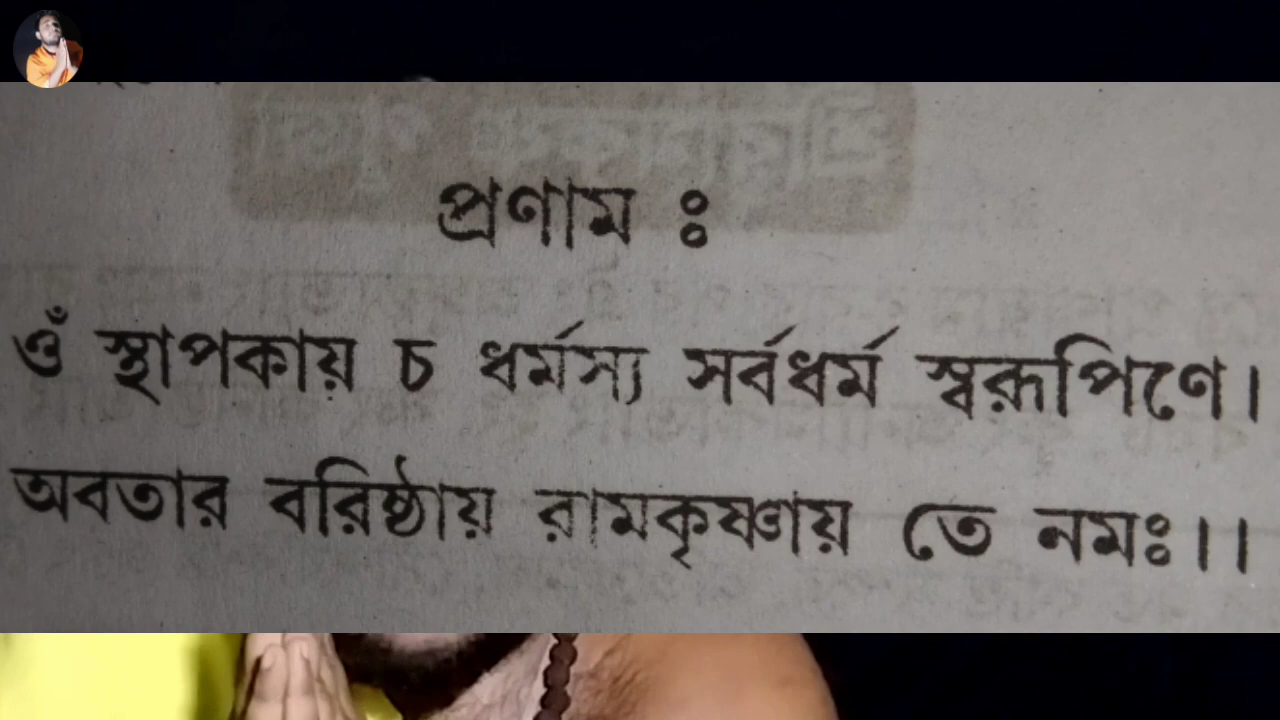 প্রণাম ঃ
ওঁ স্থাপকায় চ ধর্মস্য সর্বধর্ম স্বরূপিণে।
অবতার বরিষ্ঠায় রামকৃষ্ণায় তে নমঃ।।